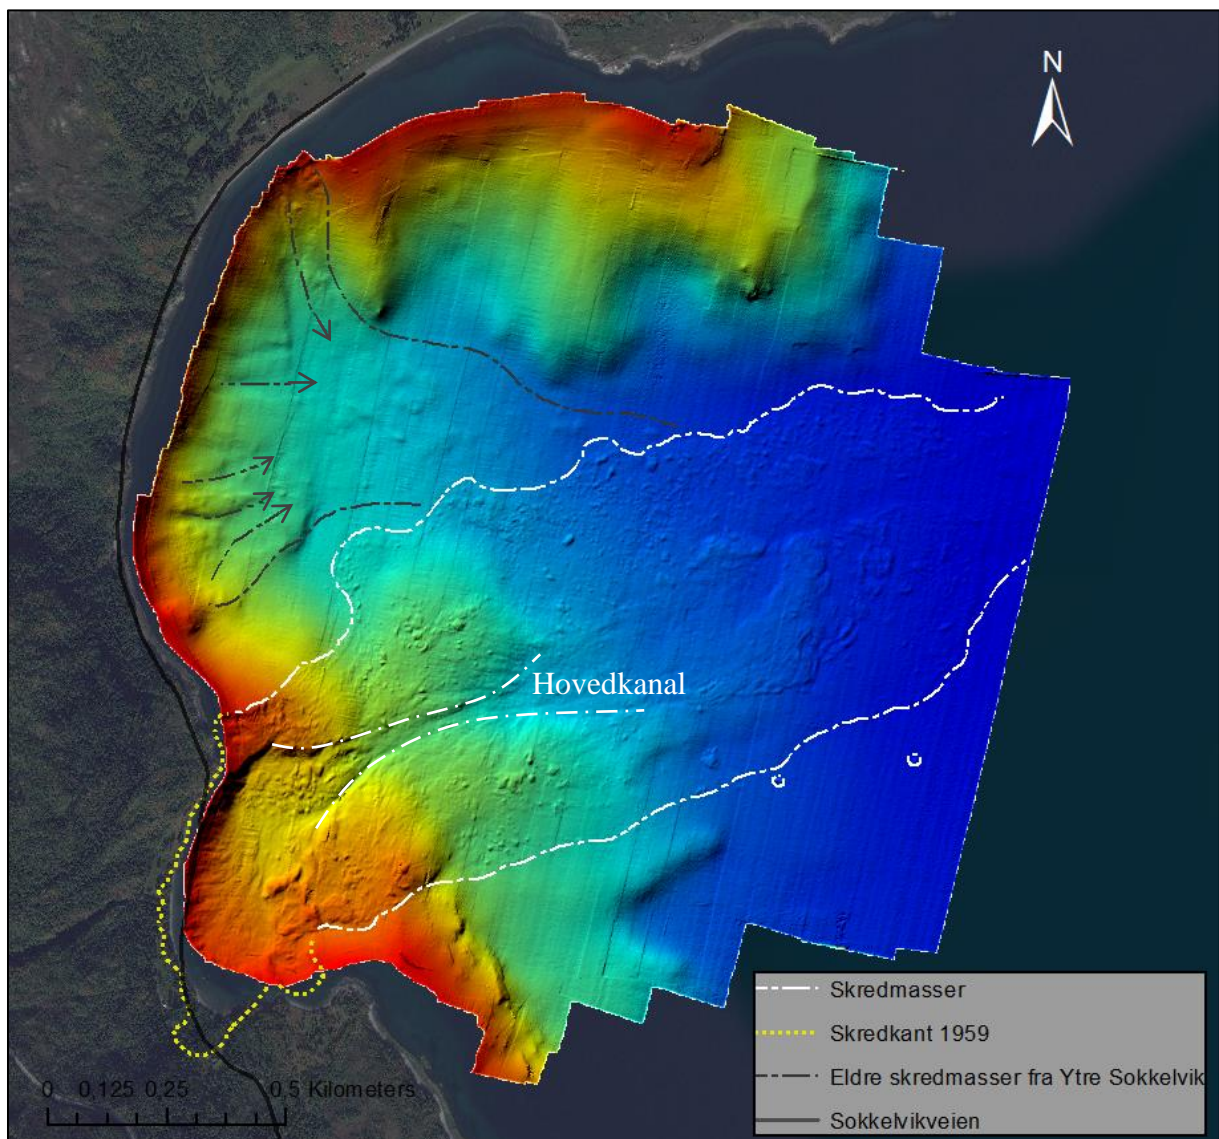 N
Hovedkanal
Skredmasser
Skredkant 1959
Eldre skredmasser fra Ytre Sokkelvik
Sokkelvikveien
0 0,125 0,25 0,5 Kilometers